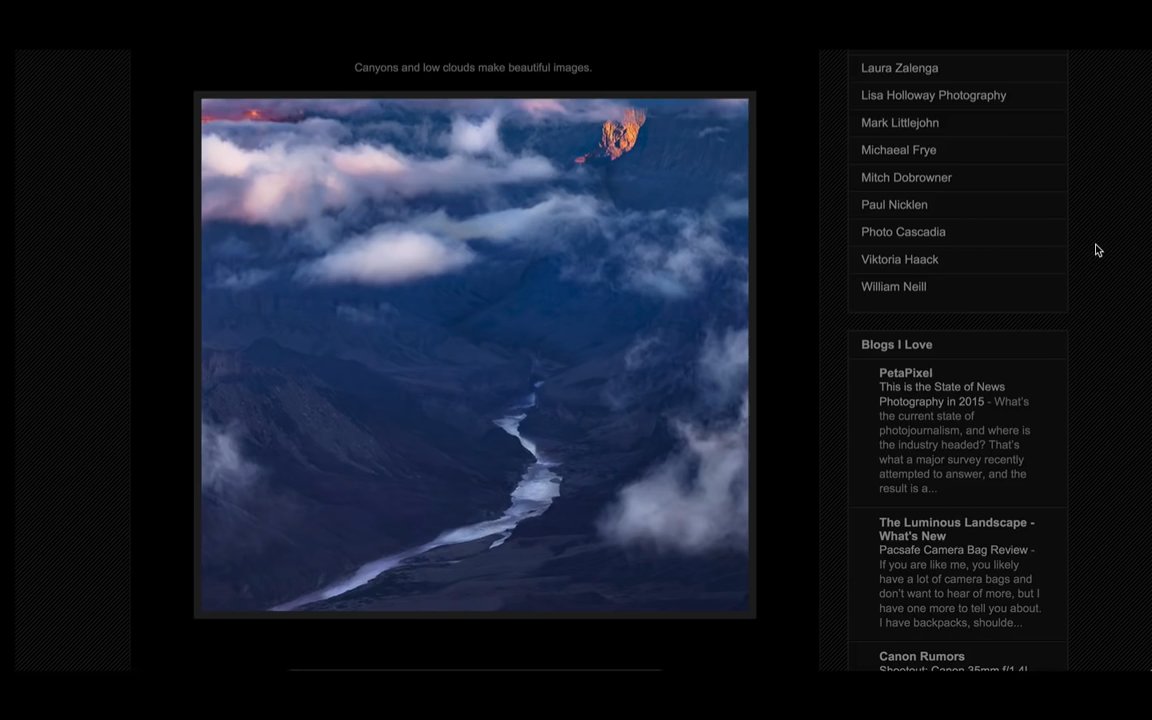 Canyons and low clouds make beautiful images.
Laura Zalenga
Lisa Holloway Photography
Mark Littlejohn
Michaeal Frye
Mitch Dobrowner
Paul Nicklen
Photo Cascadia
Viktoria Haack
William Neill
Blogs I Love
PetaPixel
This is the State of News
Photography in 2015 - What's
the current state of
photojournalism, and where is
the industry headed? That's
what a major survey recently
attempted to answer, and the
result is a...
The Luminous Landscape -
What's New
Pacsafe Camera Bag Review -
If you are like me, you likely
have a lot of camera bags and
don't want to hear of more, but I
have one more to tell you about.
I have backpacks, shoulde...
Canon Rumors
Shootout: Canon 35mm f/1.4L